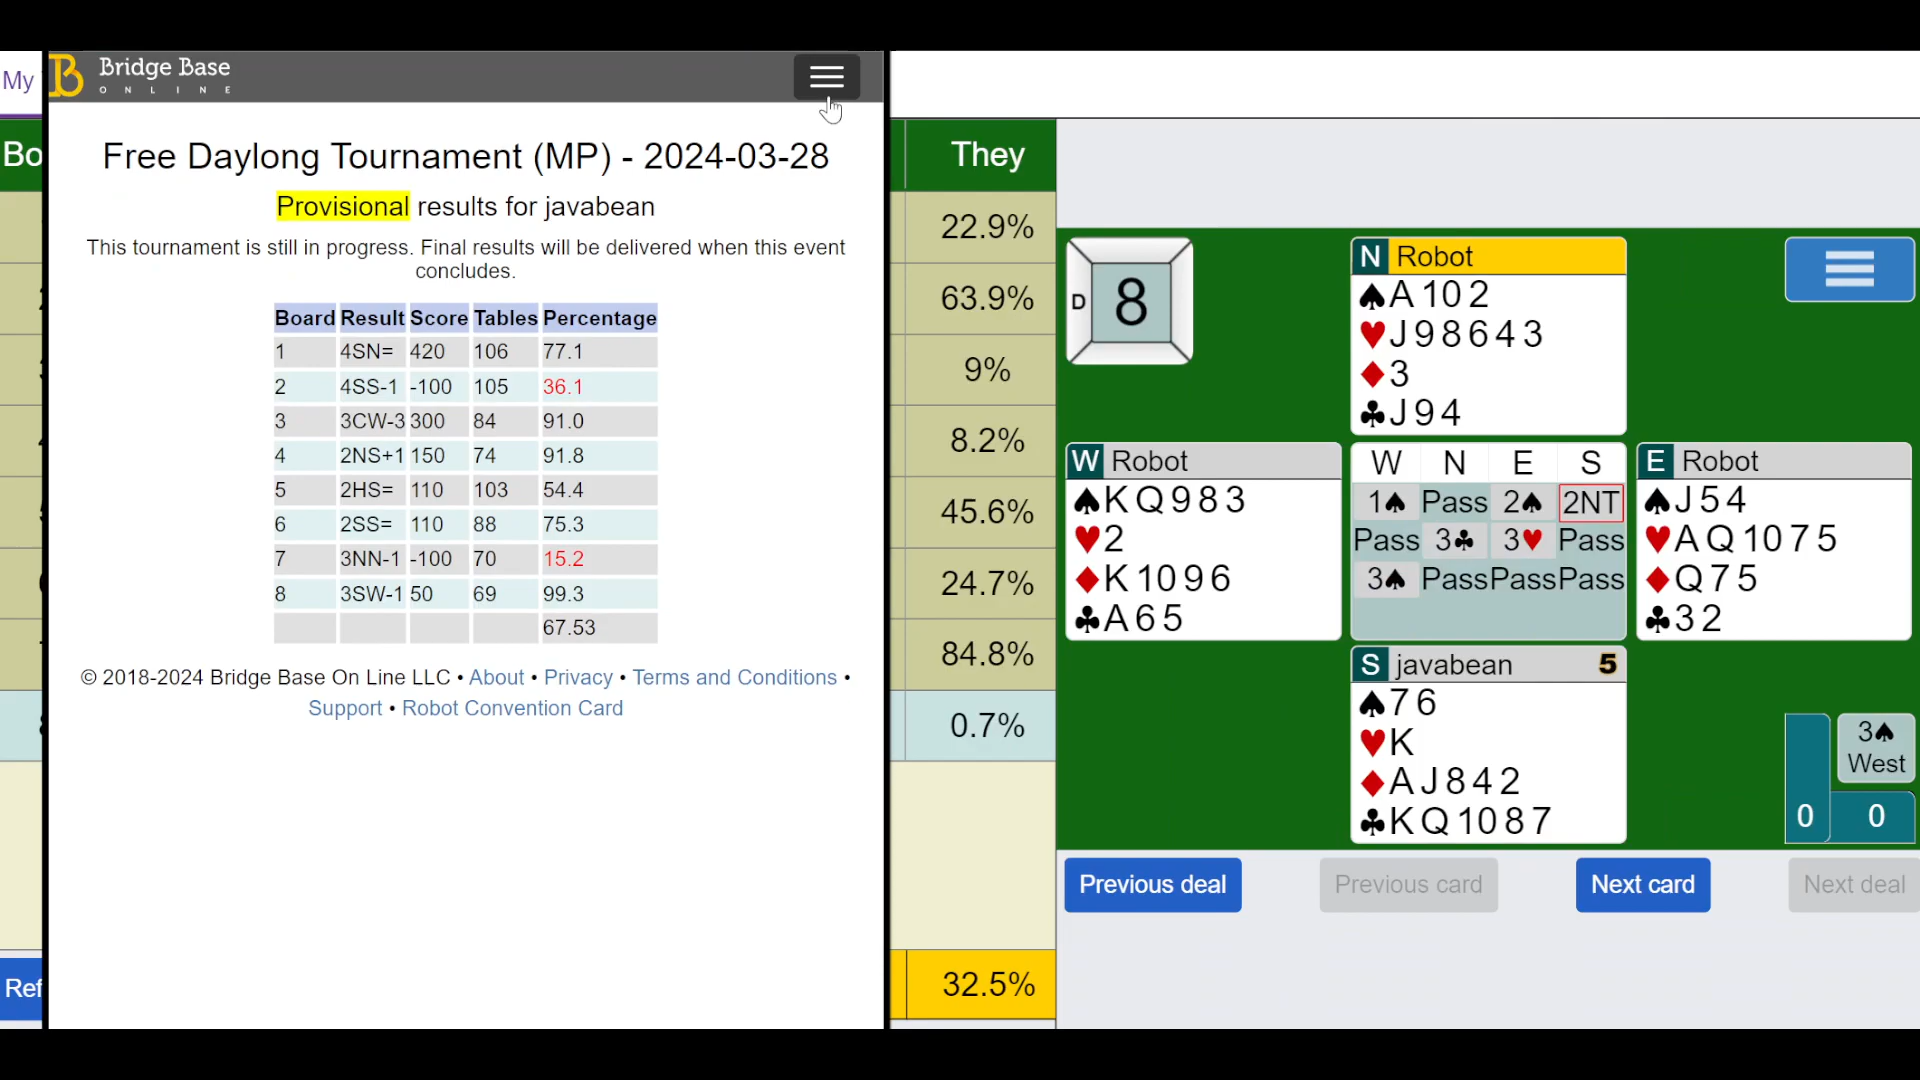 My
Bridge Base
ONLINE
Free Daylong Tournament (MP) - 2024-03-28
Provisional results for javabean
This tournament is still in progress. Final results will be delivered when this event
concludes.
Board Result Score Tables Percentage
1 4SN= 420 106 77.1
2 4SS-1 -100 105 36.1
3 3CW-3 300 84 91.0
4 2NS+1 150 74 91.8
5 2HS= 110 103 54.4
6 2SS= 110 88 75.3
7 3NN-1 -100 70 15.2
8 3SW-1 50 69 99.3
67.53
© 2018-2024 Bridge Base On Line LLC • About • Privacy • Terms and Conditions •
Support • Robot Convention Card
Bo
Ref
They
22.9%
63.9%
9%
8.2%
45.6%
24.7%
84.8%
0.7%
32.5%
D 8
N Robot
♠A 10 2
♥J 9 8 6 4 3
♦3
♣J 9 4
W Robot
♠K Q 9 8 3
♥2
♦K 10 9 6
♣A 6 5
W N E S
1♠ Pass 2♠ 2NT
Pass 3♣ 3♥ Pass
3♠ Pass Pass Pass
E Robot
♠J 5 4
♥A Q 10 7 5
♦Q 7 5
♣3 2
S javabean 5
♠7 6
♥K
♦A J 8 4 2
♣K Q 10 8 7
3♠
West
0 0
Previous deal Previous card Next card Next deal